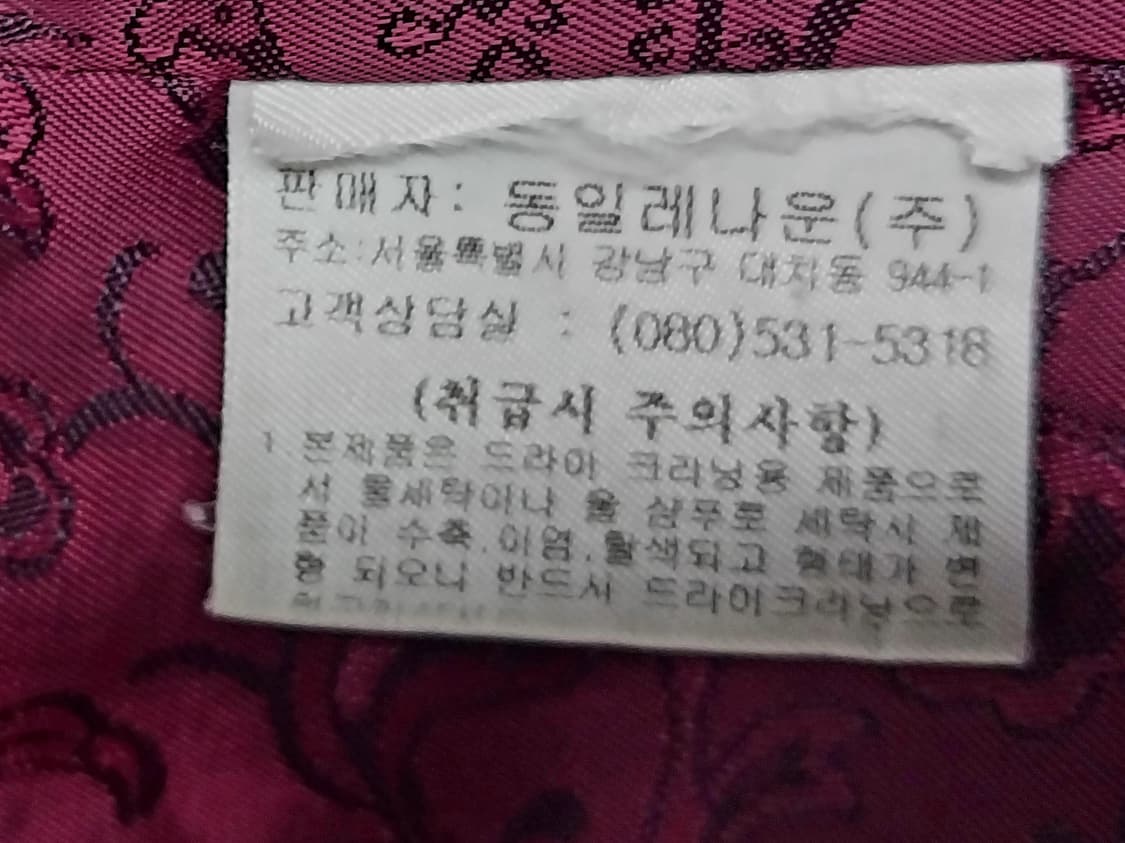 판매자: 동일레나운(주)
주소:서울특별시 강남구 대치동 944-1
고객상담실 : (080)531-5318
(취급시 주의사항)
1. 본제품은 드라이 크리닝용 제품으로
서 물세탁이나 울 샴푸로 세탁시 제
품이 수축.이염.탈색되고 형태가 변
형 되오니 반드시 드라이크리닝으로